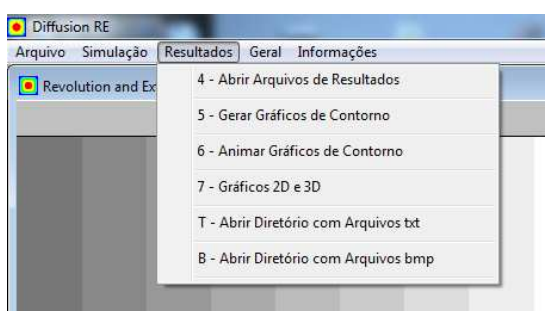 Diffusion RE
Arquivo Simulação Resultados Geral Informações
Revolution and Ex
4 - Abrir Arquivos de Resultados
5 - Gerar Gráficos de Contorno
6 - Animar Gráficos de Contorno
7 - Gráficos 2D e 3D
T - Abrir Diretório com Arquivos txt
B - Abrir Diretório com Arquivos bmp